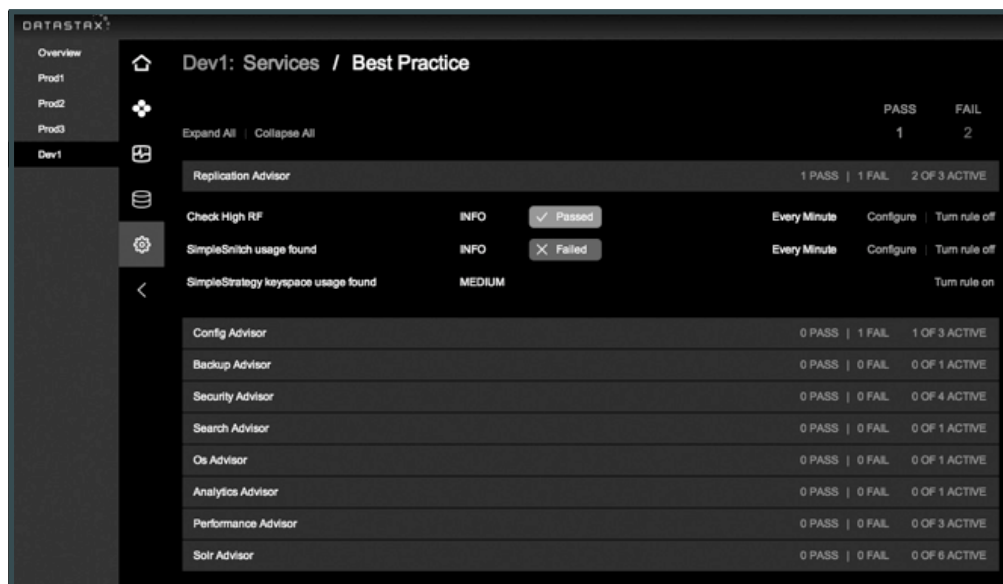 DATASTAX
Overview
Prod1
Prod2
Prod3
Dev1
Dev1: Services / Best Practice
PASS FAIL
Expand All | Collapse All 1 2
Replication Advisor 1 PASS | 1 FAIL 2 OF 3 ACTIVE
Check High RF INFO Passed Every Minute Configure | Turn rule off
SimpleSnitch usage found INFO Failed Every Minute Configure | Turn rule off
SimpleStrategy keyspace usage found MEDIUM Turn rule on
Config Advisor 0 PASS | 1 FAIL 1 OF 3 ACTIVE
Backup Advisor 0 PASS | 0 FAIL 0 OF 1 ACTIVE
Security Advisor 0 PASS | 0 FAIL 0 OF 4 ACTIVE
Search Advisor 0 PASS | 0 FAIL 0 OF 1 ACTIVE
Os Advisor 0 PASS | 0 FAIL 0 OF 1 ACTIVE
Analytics Advisor 0 PASS | 0 FAIL 0 OF 1 ACTIVE
Performance Advisor 0 PASS | 0 FAIL 0 OF 3 ACTIVE
Solr Advisor 0 PASS | 0 FAIL 0 OF 6 ACTIVE